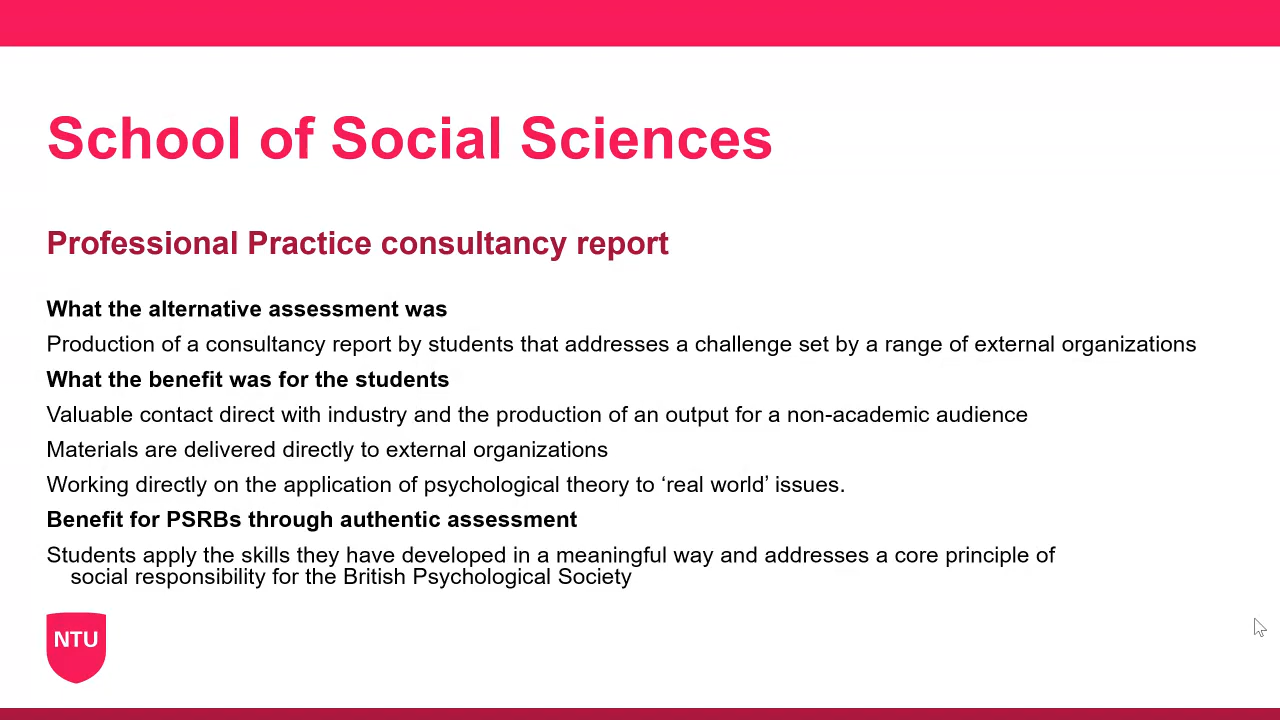 School of Social Sciences
Professional Practice consultancy report
What the alternative assessment was
Production of a consultancy report by students that addresses a challenge set by a range of external organizations
What the benefit was for the students
Valuable contact direct with industry and the production of an output for a non-academic audience
Materials are delivered directly to external organizations
Working directly on the application of psychological theory to ‘real world’ issues.
Benefit for PSRBs through authentic assessment
Students apply the skills they have developed in a meaningful way and addresses a core principle of
social responsibility for the British Psychological Society
NTU